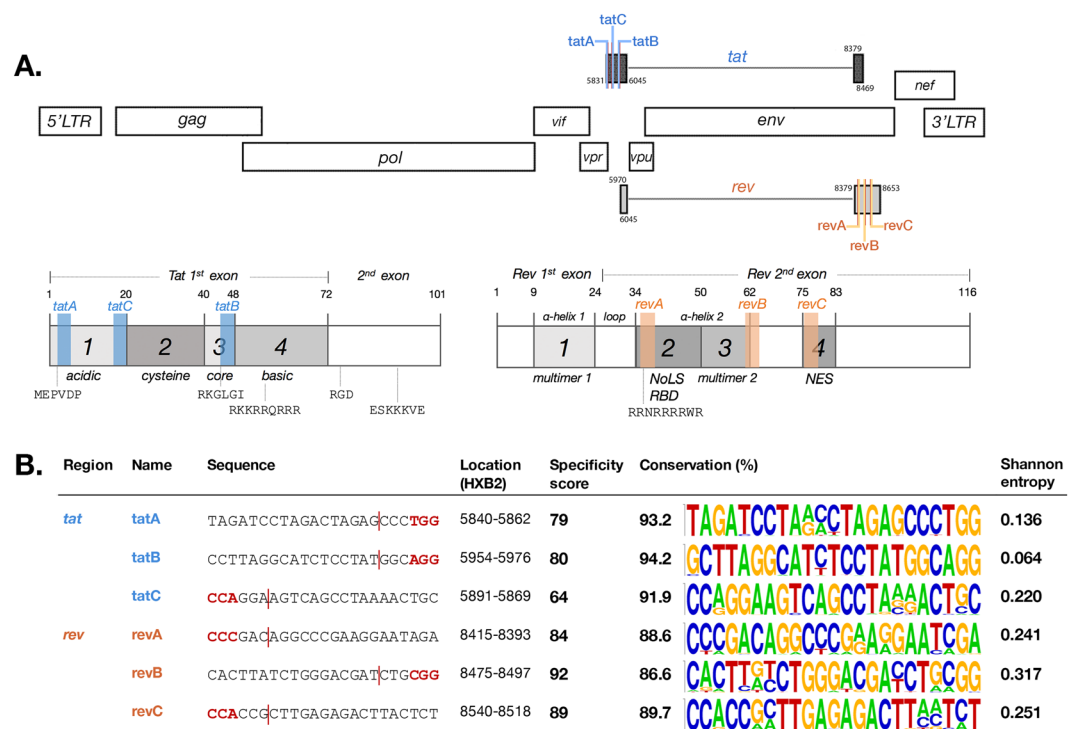 A.
tatC
tatA tatB
8379
tat
5831 6045
8469
nef
5'LTR gag vif env 3'LTR
pol vpr vpu
5970 8379 8653
rev
6045
revA revC
revB
Tat 1st exon 2nd exon
1 20 40 48 72 101
tatA tatC tatB
1 2 3 4
acidic cysteine core basic
MEPVDP RKGLGI RGD
RKKRRQRRR ESKKKVE
Rev 1st exon Rev 2nd exon
1 9 24 34 50 62 75 83 116
revA revB revC
α-helix 1 loop α-helix 2
1 2 3 4
multimer 1 NoLS multimer 2 NES
RBD
RRNRRRRWR
B.
Region Name Sequence Location (HXB2) Specificity score Conservation (%) Shannon entropy
tat tatA TAGATCCTAGACTAGAGCCCTGG 5840-5862 79 93.2 0.136
tatB CCTTAGGCATCTCCTATGGCAGG 5954-5976 80 94.2 0.064
tatC CCAGGAAGTCAGCCTAAAACTGC 5891-5869 64 91.9 0.220
rev revA CCCGACAGGCCCGAAGGAATAGA 8415-8393 84 88.6 0.241
revB CACTTATCTGGGACGATCTGCGG 8475-8497 92 86.6 0.317
revC CCACCGCTTGAGAGACTTACTCT 8540-8518 89 89.7 0.251